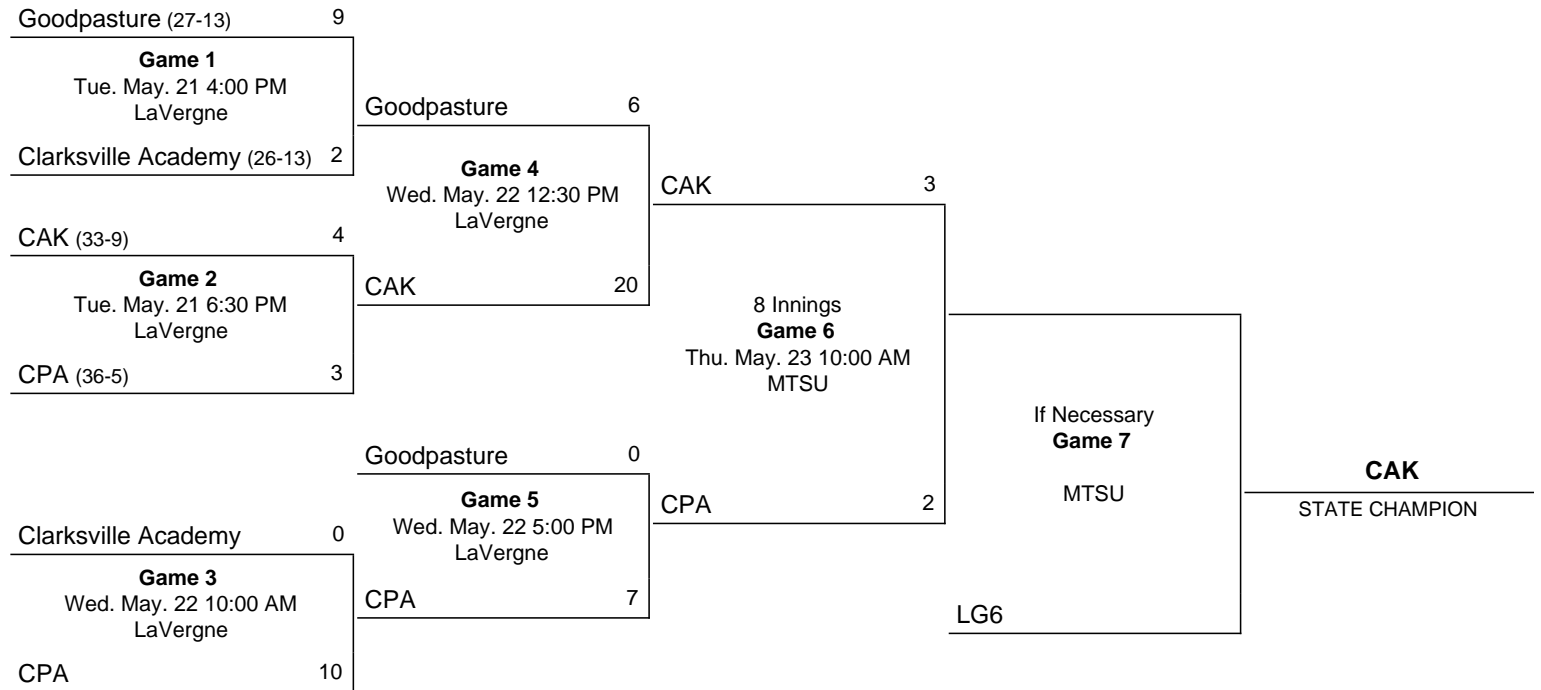 Goodpasture (27-13) 9
Game 1
Tue. May. 21 4:00 PM
LaVergne
Clarksville Academy (26-13) 2
CAK (33-9) 4
Game 2
Tue. May. 21 6:30 PM
LaVergne
CPA (36-5) 3
Clarksville Academy 0
Game 3
Wed. May. 22 10:00 AM
LaVergne
CPA 10
Goodpasture 6
Game 4
Wed. May. 22 12:30 PM
LaVergne
CAK 20
Goodpasture 0
Game 5
Wed. May. 22 5:00 PM
LaVergne
CPA 7
CAK 3
8 Innings
Game 6
Thu. May. 23 10:00 AM
MTSU
CPA 2
If Necessary
Game 7
MTSU
LG6
CAK
STATE CHAMPION